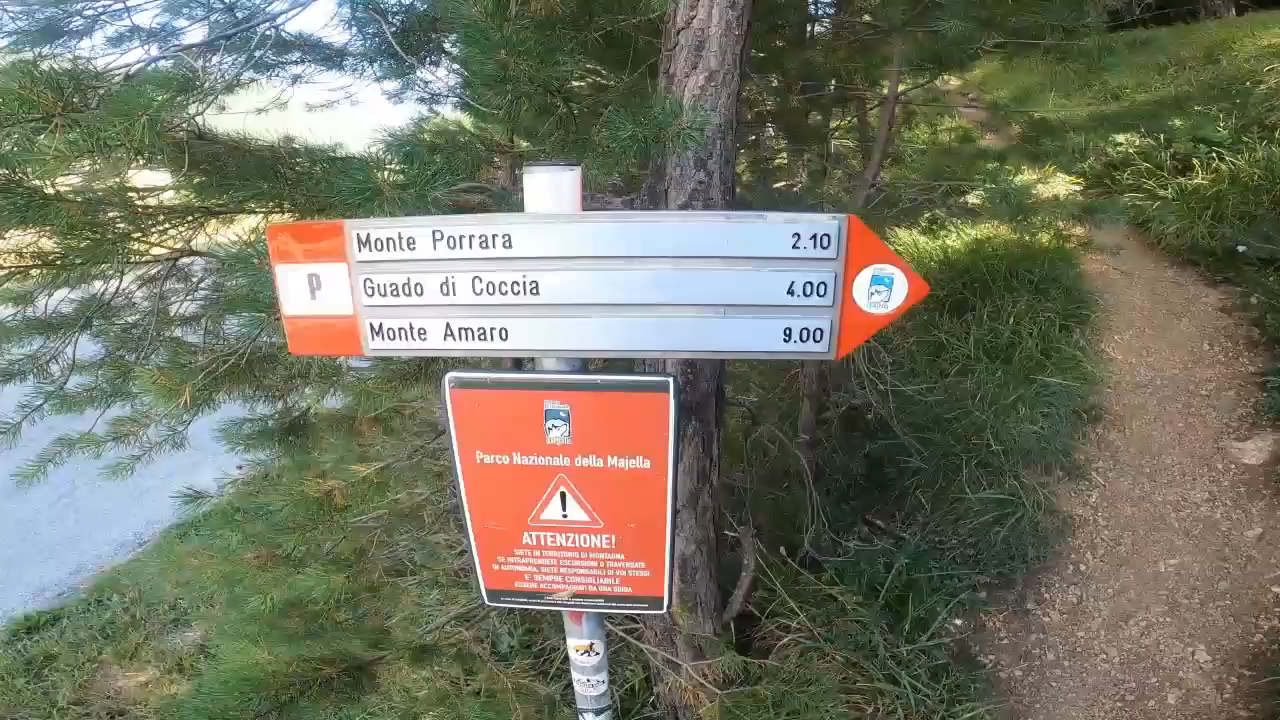 Monte Porrara 2.10
P
Guado di Coccia 4.00
Monte Amaro 9.00
Parco Nazionale della Majella
!
ATTENZIONE!
SIETE IN TERRITORIO DI MONTAGNA
SE INTRAPRENDETE ESCURSIONI O TRAVERSATE
IN AUTONOMIA, SIETE RESPONSABILI DI VOI STESSI
E' SEMPRE CONSIGLIABILE
ESSERE ACCOMPAGNATI DA UNA GUIDA